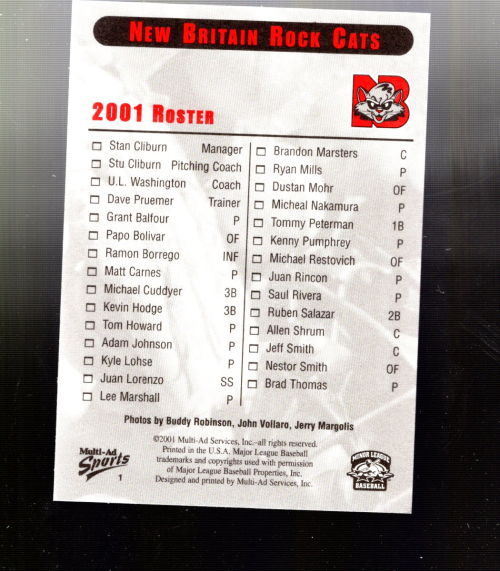 New Britain Rock Cats
NB
2001 Roster
Stan Cliburn Manager
Stu Cliburn Pitching Coach
U.L. Washington Coach
Dave Pruemer Trainer
Grant Balfour P
Papo Bolivar OF
Ramon Borrego INF
Matt Carnes P
Michael Cuddyer 3B
Kevin Hodge 3B
Tom Howard P
Adam Johnson P
Kyle Lohse P
Juan Lorenzo SS
Lee Marshall P
Brandon Marsters C
Ryan Mills P
Dustan Mohr OF
Micheal Nakamura P
Tommy Peterman 1B
Kenny Pumphrey P
Michael Restovich OF
Juan Rincon P
Saul Rivera P
Ruben Salazar 2B
Allen Shrum C
Jeff Smith C
Nestor Smith OF
Brad Thomas P
Photos by Buddy Robinson, John Vollaro, Jerry Margolis
©2001 Multi-Ad Services, Inc.–all rights reserved.
Printed in the U.S.A. Major League Baseball
trademarks and copyrights used with permission
of Major League Baseball Properties, Inc.
Designed and printed by Multi-Ad Services, Inc.
Multi-Ad
Sports
1
MINOR LEAGUE
BASEBALL